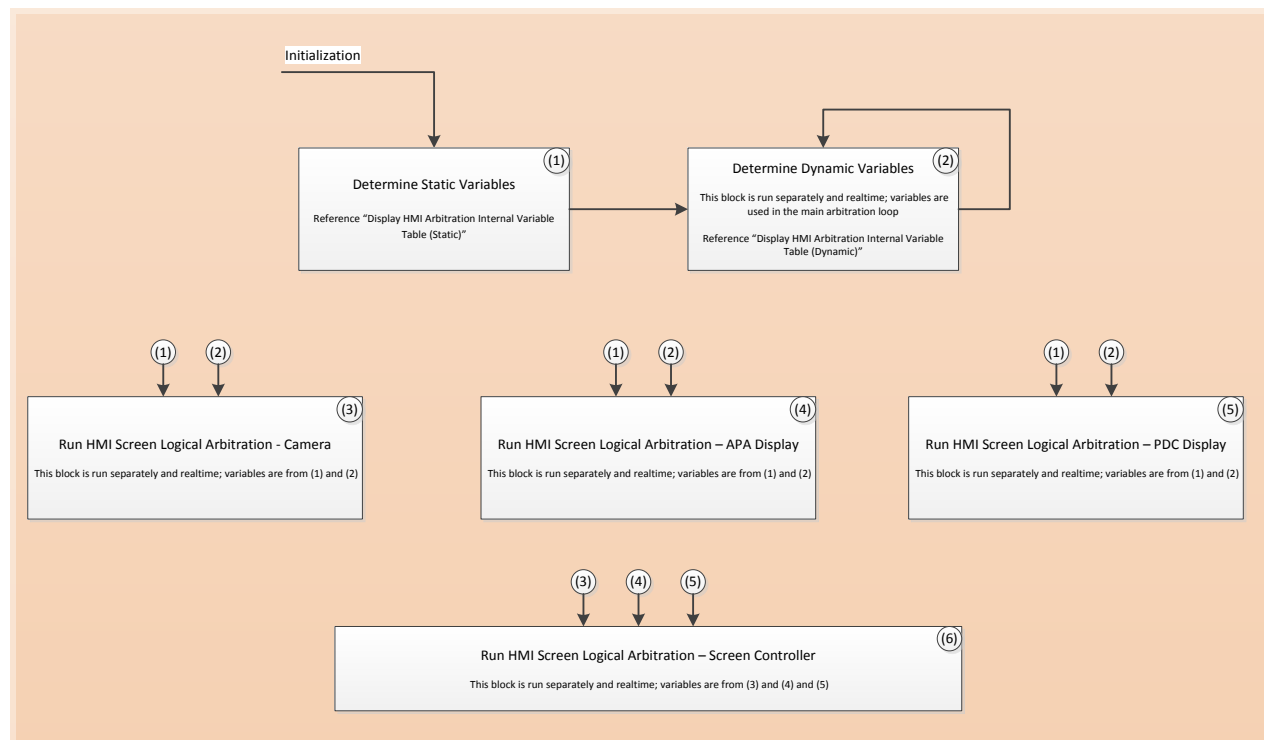 Initialization
(1)
Determine Static Variables
Reference “Display HMI Arbitration Internal Variable
Table (Static)”
(2)
Determine Dynamic Variables
This block is run separately and realtime; variables are
used in the main arbitration loop
Reference “Display HMI Arbitration Internal Variable
Table (Dynamic)”
(1) (2)
(3)
Run HMI Screen Logical Arbitration - Camera
This block is run separately and realtime; variables are from (1) and (2)
(1) (2)
(4)
Run HMI Screen Logical Arbitration – APA Display
This block is run separately and realtime; variables are from (1) and (2)
(1) (2)
(5)
Run HMI Screen Logical Arbitration – PDC Display
This block is run separately and realtime; variables are from (1) and (2)
(3) (4) (5)
(6)
Run HMI Screen Logical Arbitration – Screen Controller
This block is run separately and realtime; variables are from (3) and (4) and (5)